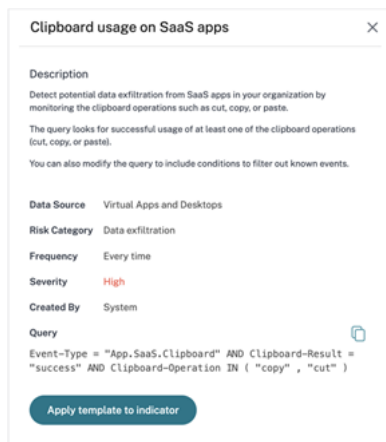 Clipboard usage on SaaS apps
Description
Detect potential data exfiltration from SaaS apps in your organization by
monitoring the clipboard operations such as cut, copy, or paste.
The query looks for successful usage of at least one of the clipboard operations
(cut, copy, or paste).
You can also modify the query to include conditions to filter out known events.
Data Source Virtual Apps and Desktops
Risk Category Data exfiltration
Frequency Every time
Severity High
Created By System
Query
Event-Type = "App.SaaS.Clipboard" AND Clipboard-Result =
"success" AND Clipboard-Operation IN ( "copy" , "cut" )
Apply template to indicator